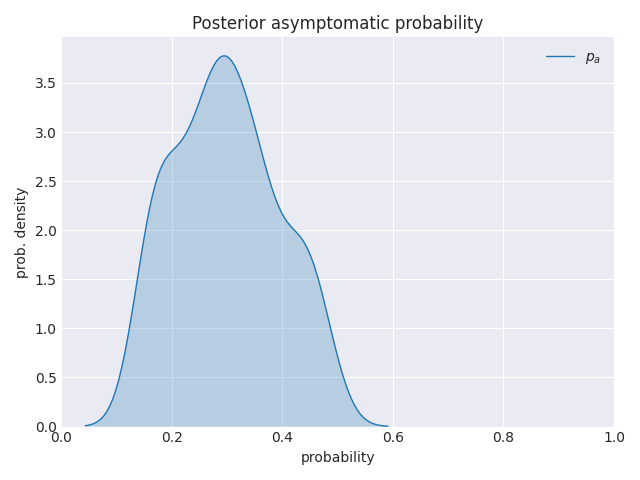 Posterior asymptomatic probability
pₐ
prob. density
3.5
3.0
2.5
2.0
1.5
1.0
0.5
0.0
0.0 0.2 0.4 0.6 0.8 1.0
probability